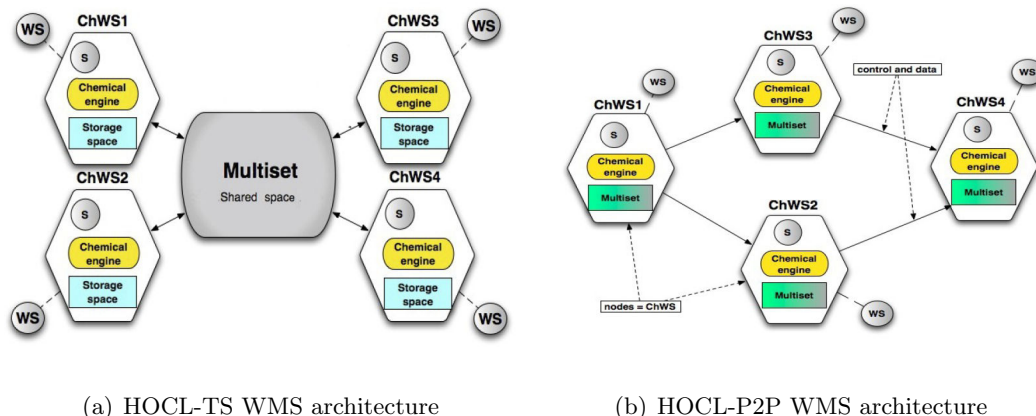 ChWS1
WS
S
Chemical
engine
Storage
space
ChWS3
WS
S
Chemical
engine
Storage
space
Multiset
Shared space
ChWS2
WS
S
Chemical
engine
Storage
space
ChWS4
WS
S
Chemical
engine
Storage
space
(a) HOCL-TS WMS architecture
ChWS1
WS
S
Chemical
engine
Multiset
ChWS3
WS
S
Chemical
engine
Multiset
control and data
ChWS4
WS
S
Chemical
engine
Multiset
ChWS2
S
Chemical
engine
Multiset
WS
nodes = ChWS
(b) HOCL-P2P WMS architecture